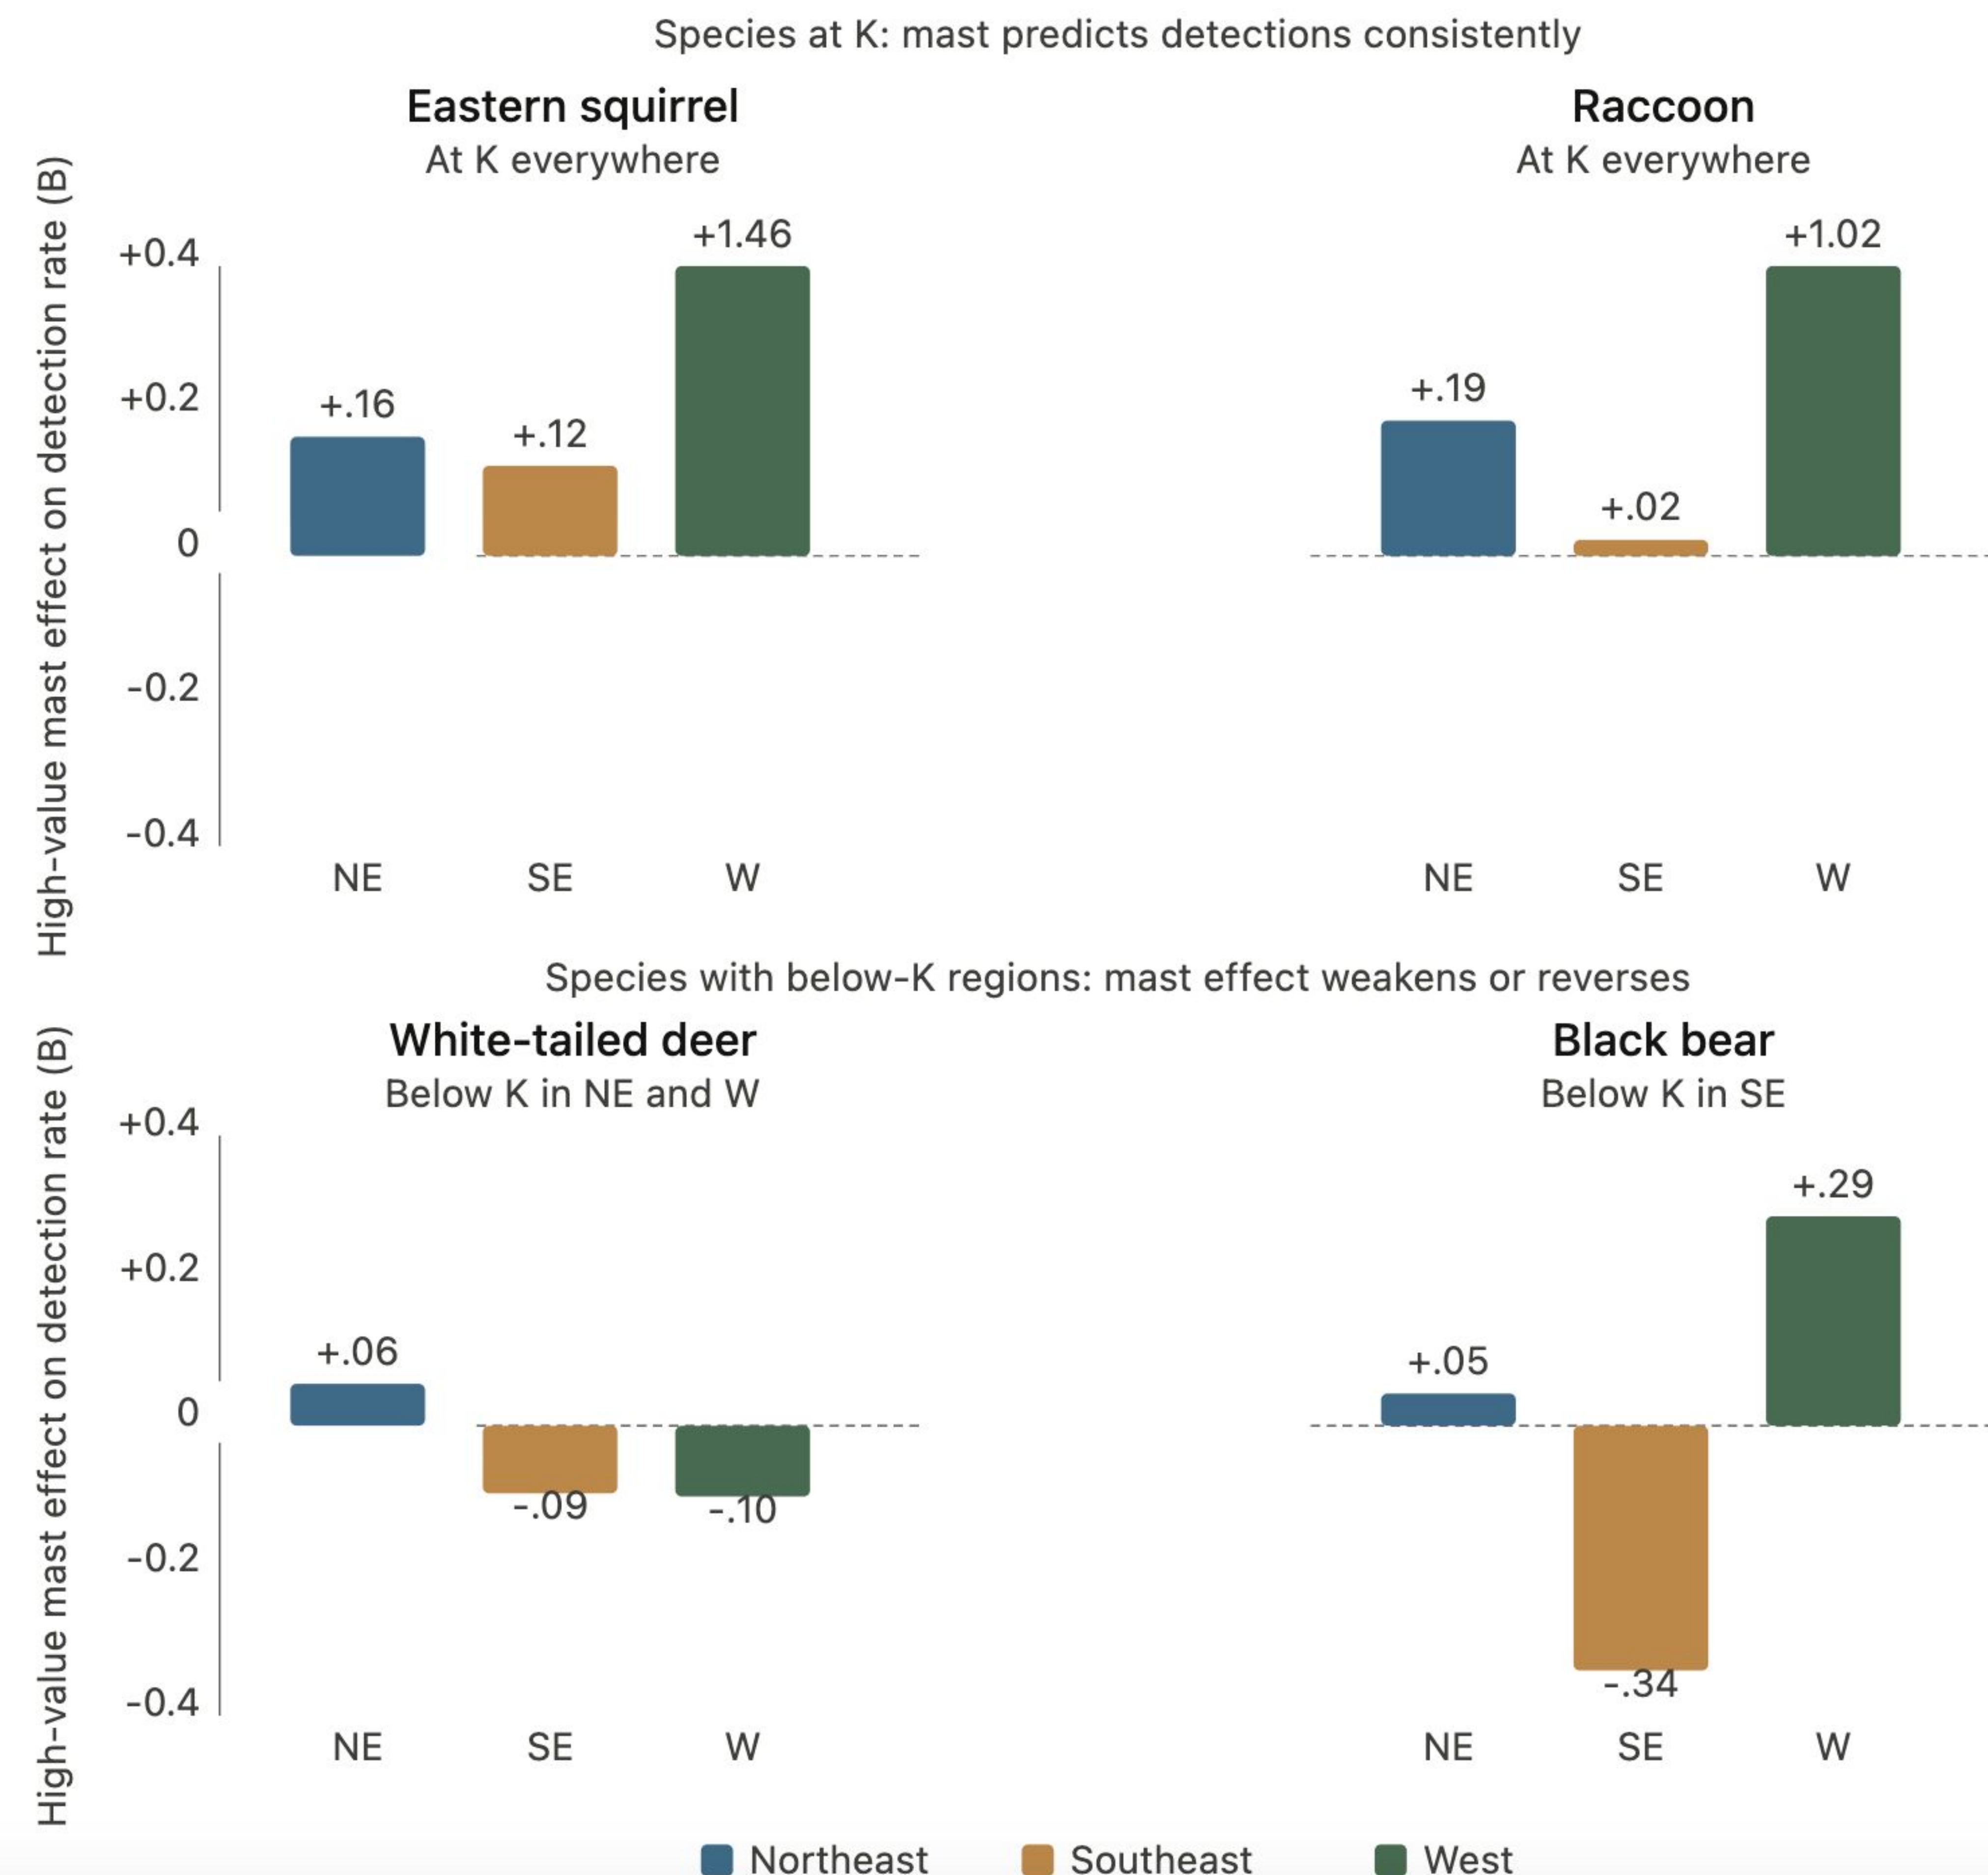 Species at K: mast predicts detections consistently
Eastern squirrel
At K everywhere
High-value mast effect on detection rate (B)
+0.4
+0.2
0
-0.2
-0.4
+.16
+.12
+1.46
NE
SE
W
Raccoon
At K everywhere
+.19
+.02
+1.02
NE
SE
W
Species with below-K regions: mast effect weakens or reverses
White-tailed deer
Below K in NE and W
High-value mast effect on detection rate (B)
+0.4
+0.2
0
-0.2
-0.4
+.06
-.09
-.10
NE
SE
W
Black bear
Below K in SE
+.05
-.34
+.29
NE
SE
W
Northeast
Southeast
West